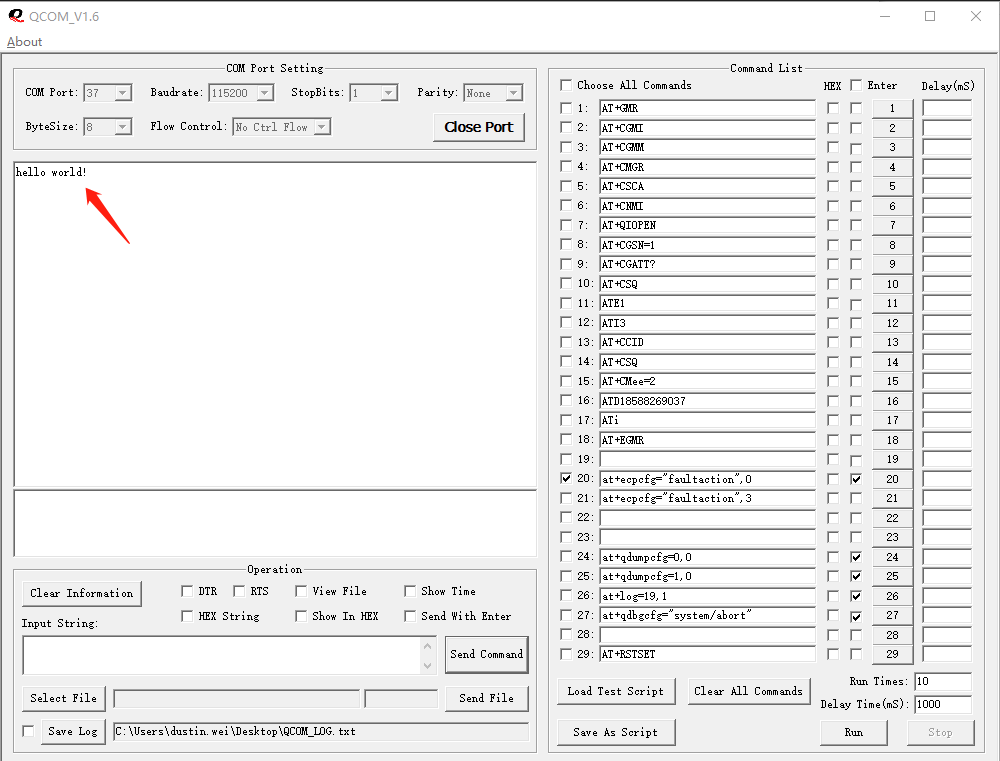 QCOM_V1.6
About
COM Port Setting
COM Port: 37 Baudrate: 115200 StopBits: 1 Parity: None
ByteSize: 8 Flow Control: No Ctrl Flow Close Port
hello world!
Operation
Clear Information DTR RTS View File Show Time
HEX String Show In HEX Send With Enter
Input String:
Send Command
Select File Send File
Save Log C:\Users\dustin.wei\Desktop\QCOM_LOG.txt
Command List
Choose All Commands HEX Enter Delay(mS)
1: AT+GMR 1
2: AT+CGMI 2
3: AT+CGMM 3
4: AT+CMGR 4
5: AT+CSCA 5
6: AT+CNMI 6
7: AT+QIOPEN 7
8: AT+CGSN=1 8
9: AT+CGATT? 9
10: AT+CSQ 10
11: ATE1 11
12: ATI3 12
13: AT+CCID 13
14: AT+CSQ 14
15: AT+CMee=2 15
16: ATD18588269037 16
17: ATi 17
18: AT+EGMR 18
19: 19
20: at+ecpcfg="faultaction",0 20
21: at+ecpcfg="faultaction",3 21
22: 22
23: 23
24: at+qdumpcfg=0,0 24
25: at+qdumpcfg=1,0 25
26: at+log=19,1 26
27: at+qdbgcfg="system/abort" 27
28: 28
29: AT+RSTSET 29
Load Test Script Clear All Commands Run Times: 10
Delay Time(mS): 1000
Save As Script Run Stop